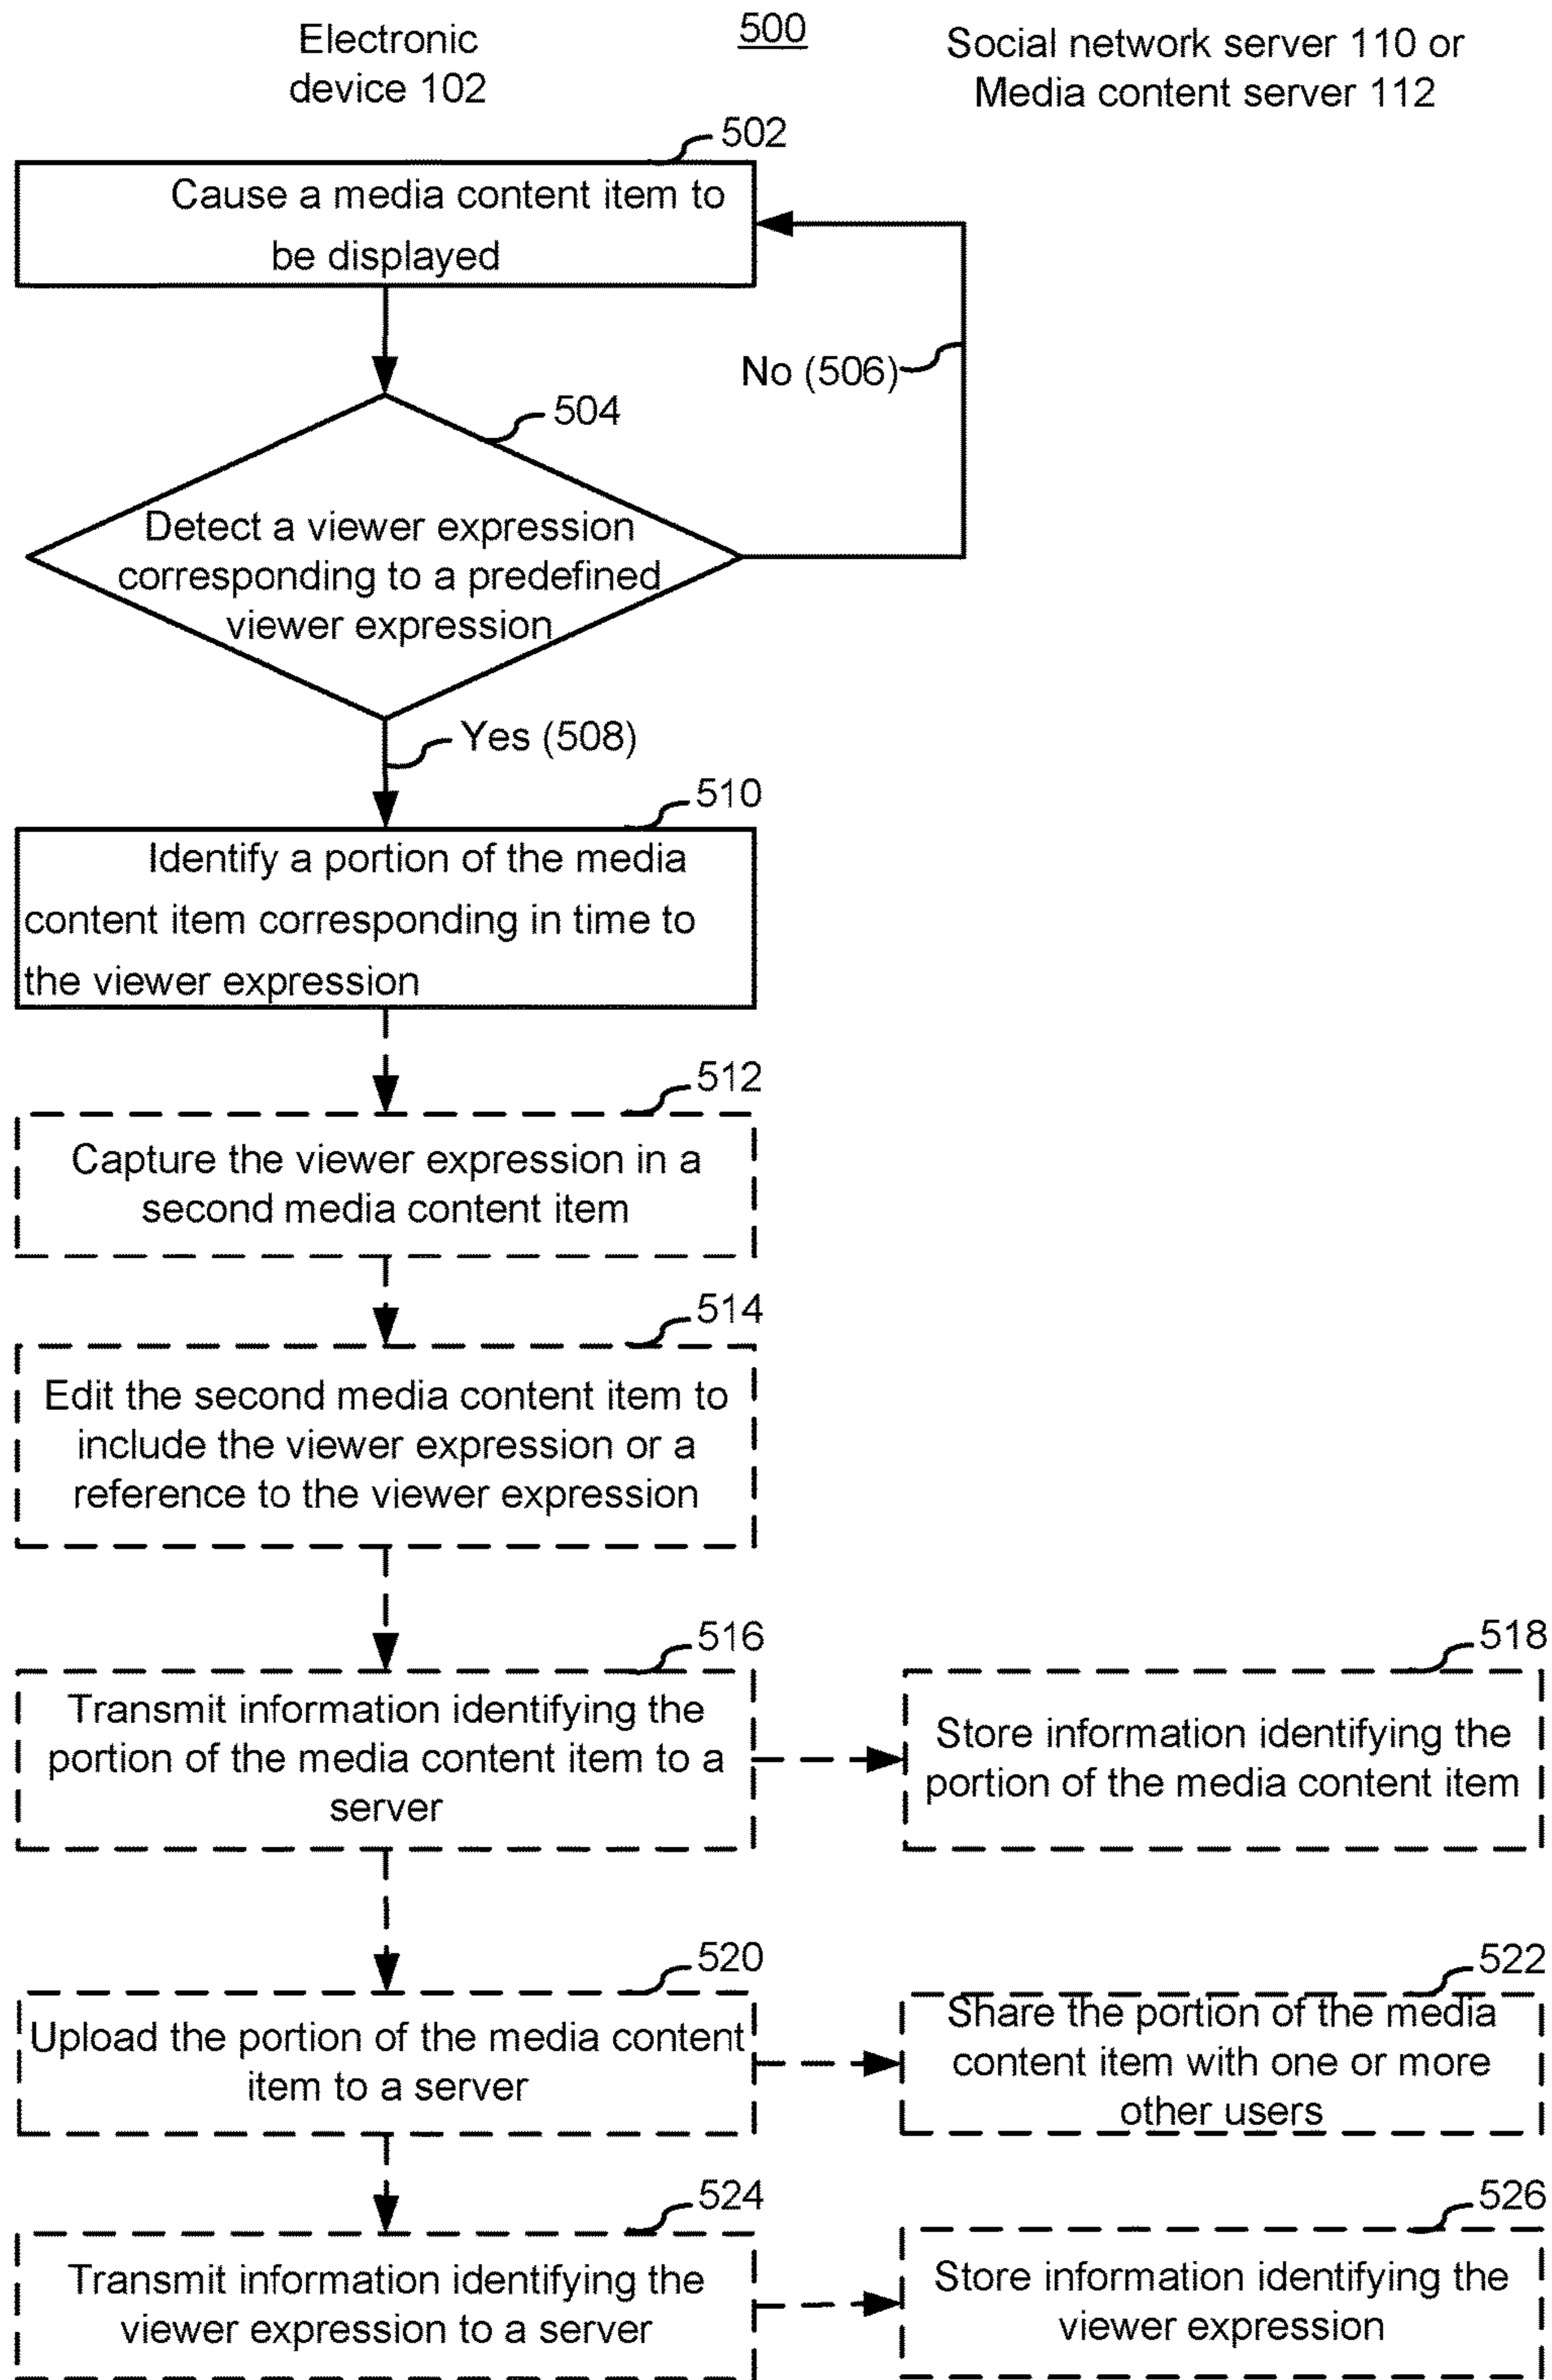 Electronic
device 102
500
Social network server 110 or
Media content server 112
502
Cause a media content item to
be displayed
No (506)
504
Detect a viewer expression
corresponding to a predefined
viewer expression
Yes (508)
510
Identify a portion of the media
content item corresponding in time to
the viewer expression
512
Capture the viewer expression in a
second media content item
514
Edit the second media content item to
include the viewer expression or a
reference to the viewer expression
516
Transmit information identifying the
portion of the media content item to a
server
518
Store information identifying the
portion of the media content item
520
Upload the portion of the media content
item to a server
522
Share the portion of the media
content item with one or more
other users
524
Transmit information identifying the
viewer expression to a server
526
Store information identifying the
viewer expression